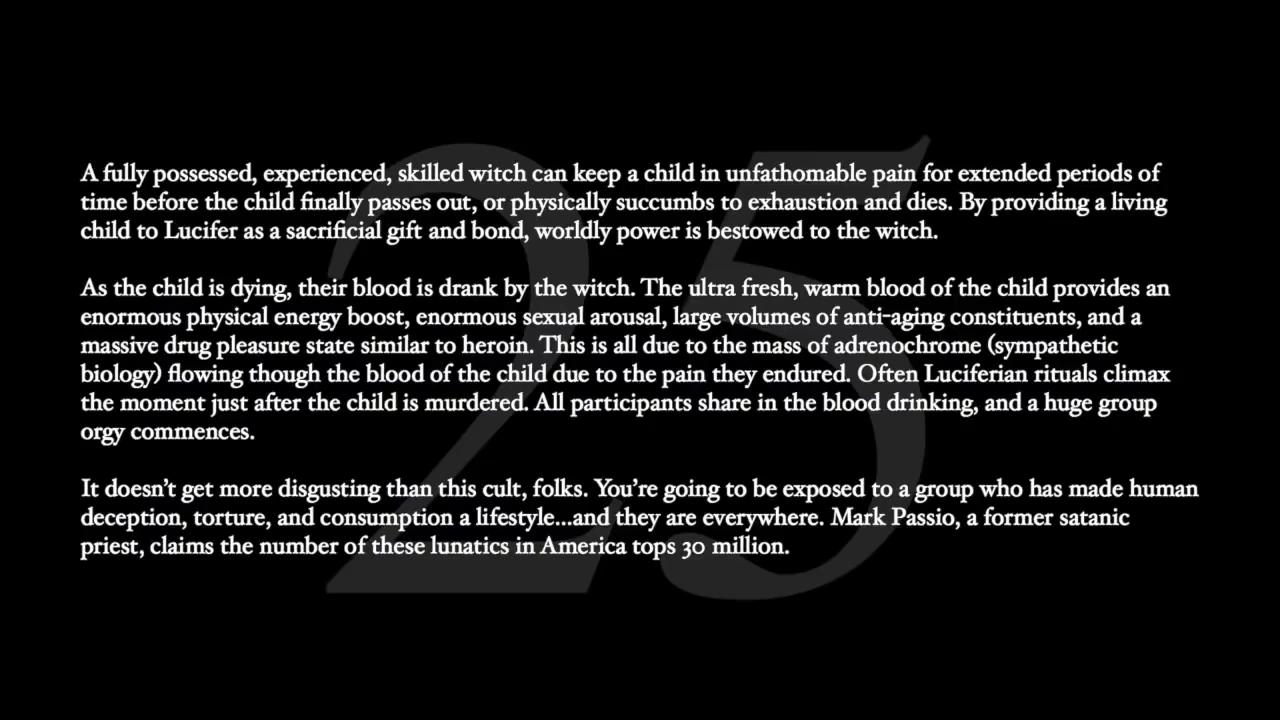 A fully possessed, experienced, skilled witch can keep a child in unfathomable pain for extended periods of
time before the child finally passes out, or physically succumbs to exhaustion and dies. By providing a living
child to Lucifer as a sacrificial gift and bond, worldly power is bestowed to the witch.
As the child is dying, their blood is drank by the witch. The ultra fresh, warm blood of the child provides an
enormous physical energy boost, enormous sexual arousal, large volumes of anti-aging constituents, and a
massive drug pleasure state similar to heroin. This is all due to the mass of adrenochrome (sympathetic
biology) flowing though the blood of the child due to the pain they endured. Often Luciferian rituals climax
the moment just after the child is murdered. All participants share in the blood drinking, and a huge group
orgy commences.
It doesn't get more disgusting than this cult, folks. You're going to be exposed to a group who has made human
deception, torture, and consumption a lifestyle...and they are everywhere. Mark Passio, a former satanic
priest, claims the number of these lunatics in America tops 30 million.
25